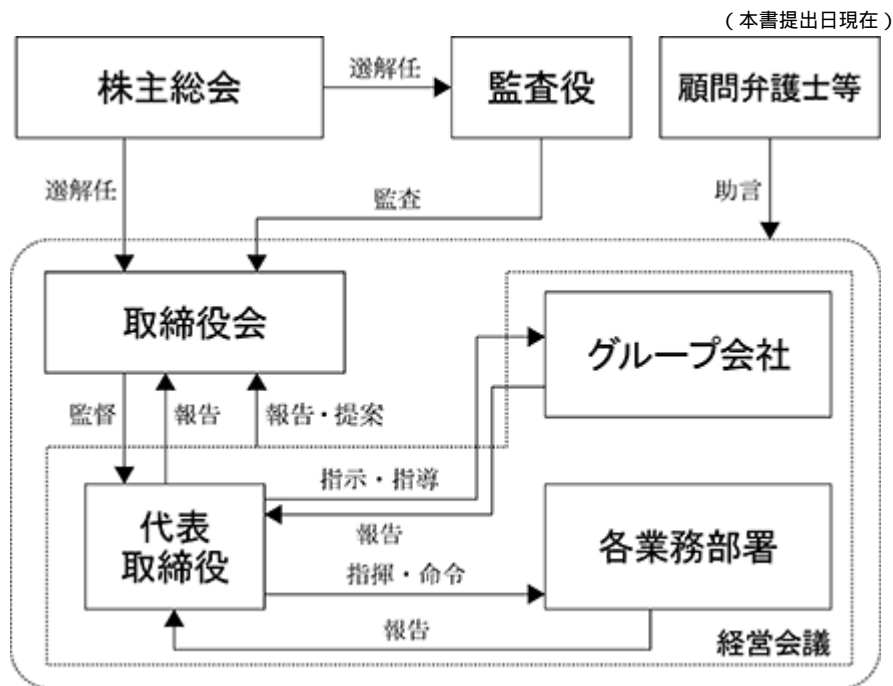 (本書提出日現在)
株主総会
選解任
監査役
顧問弁護士等
選解任
監査
助言
取締役会
グループ会社
監督
報告
報告・提案
指示・指導
報告
代表
取締役
各業務部署
指揮・命令
報告
経営会議